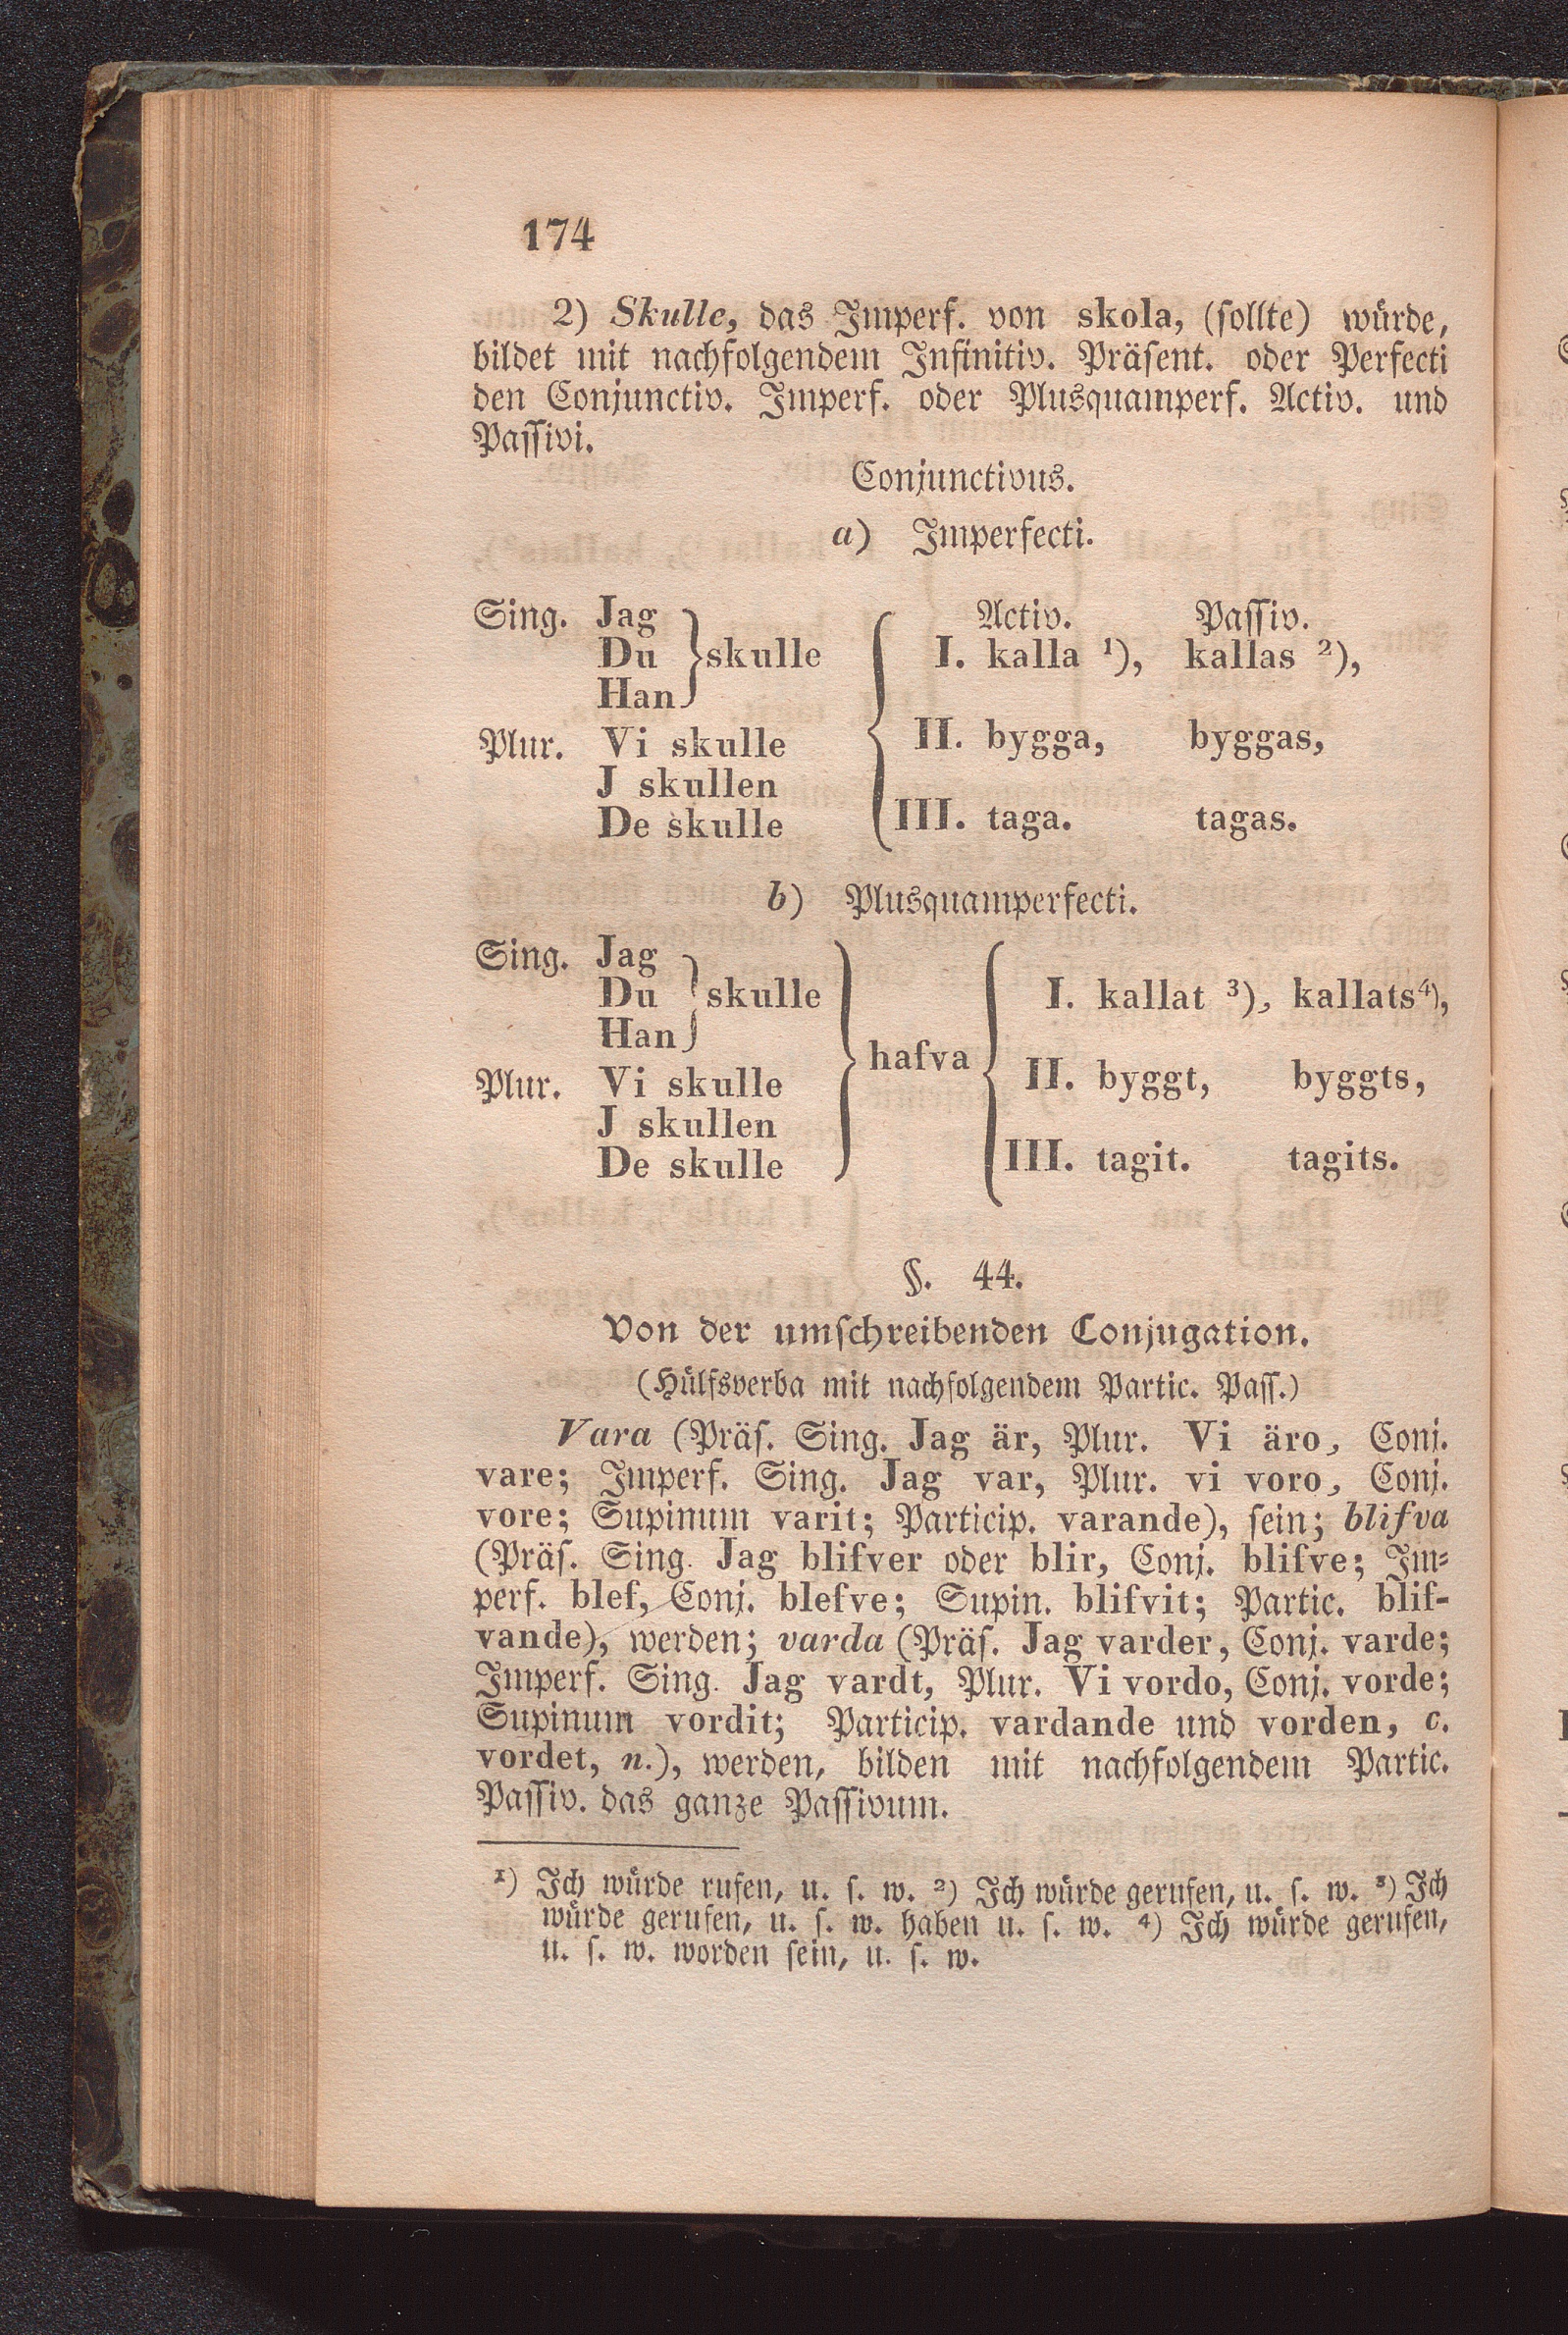 174
2) Skulle, das Imperf. von skola, (sollte) würde,
bildet mit nachfolgendem Infinitiv. Präsent. oder Perfecti
den Conjunctiv. Imperf. oder Plusquamperf. Activ. und
Passivi.
Conjunctivus.
a) Imperfecti.
Sing. Jag Activ. Passiv.
Du skulle I. kalla ¹), kallas ²),
Han
Plur. Vi skulle II. bygga, byggas,
J skullen
De skulle III. taga. tagas.
b) Plusquamperfecti.
Sing. Jag
Du skulle I. kallat ³), kallats⁴),
Han
hafva
Plur. Vi skulle II. byggt, byggts,
J skullen
De skulle III. tagit. tagits.
§. 44.
Von der umschreibenden Conjugation.
(Hülfsverba mit nachfolgendem Partic. Pass.)
Vara (Präs. Sing. Jag är, Plur. Vi äro, Conj.
vare; Imperf. Sing. Jag var, Plur. vi voro, Conj.
vore; Supinum varit; Particip. varande), sein; blifva
(Präs. Sing. Jag blifver oder blir, Conj. blifve; Im-
perf. blef, Conj. blefve; Supin. blifvit; Partic. blif-
vande), werden; varda (Präs. Jag varder, Conj. varde;
Imperf. Sing. Jag vardt, Plur. Vi vordo, Conj. vorde;
Supinum vordit; Particip. vardande und vorden, c.
vordet, n.), werden, bilden mit nachfolgendem Partic.
Passiv. das ganze Passivum.
¹) Ich würde rufen, u. s. w. ²) Ich würde gerufen, u. s. w. ³) Ich
würde gerufen, u. s. w. haben u. s. w. ⁴) Ich würde gerufen,
u. s. w. worden sein, u. s. w.